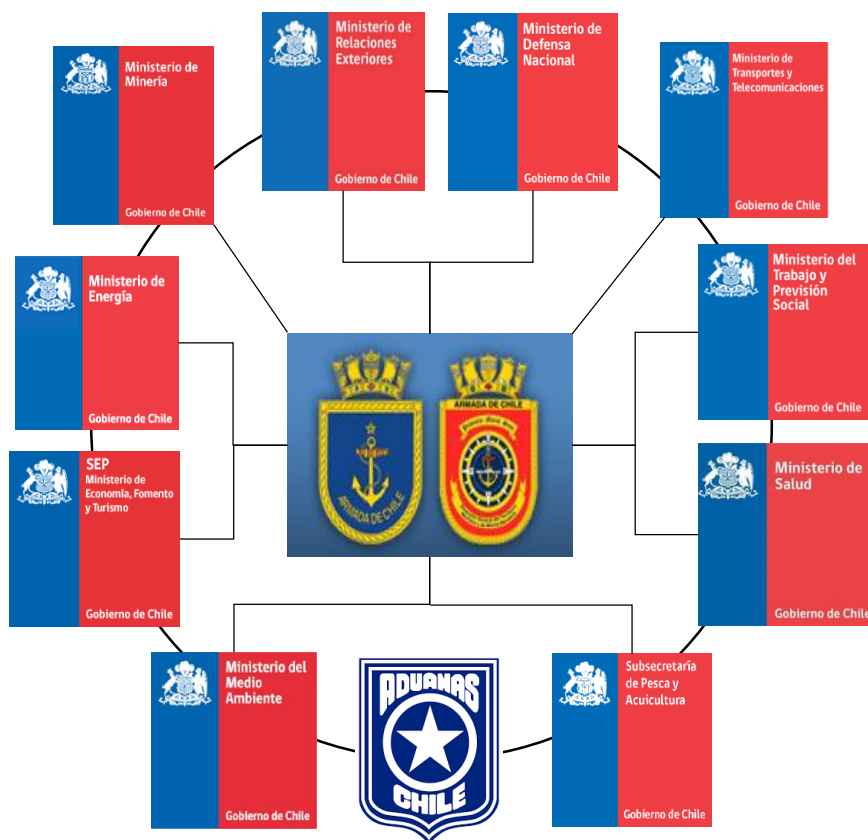 Ministerio de
Minería
Gobierno de Chile
Ministerio de
Relaciones
Exteriores
Gobierno de Chile
Ministerio de
Defensa
Nacional
Gobierno de Chile
Ministerio de
Transportes y
Telecomunicaciones
Gobierno de Chile
Ministerio de
Energía
Gobierno de Chile
Ministerio del
Trabajo y
Previsión
Social
Gobierno de Chile
ARMADA DE CHILE
ARMADA DE CHILE
SEP
Ministerio de
Economía, Fomento
y Turismo
Gobierno de Chile
Ministerio de
Salud
Gobierno de Chile
Ministerio del
Medio
Ambiente
Gobierno de Chile
ADUANAS
CHILE
Subsecretaría
de Pesca y
Acuicultura
Gobierno de Chile